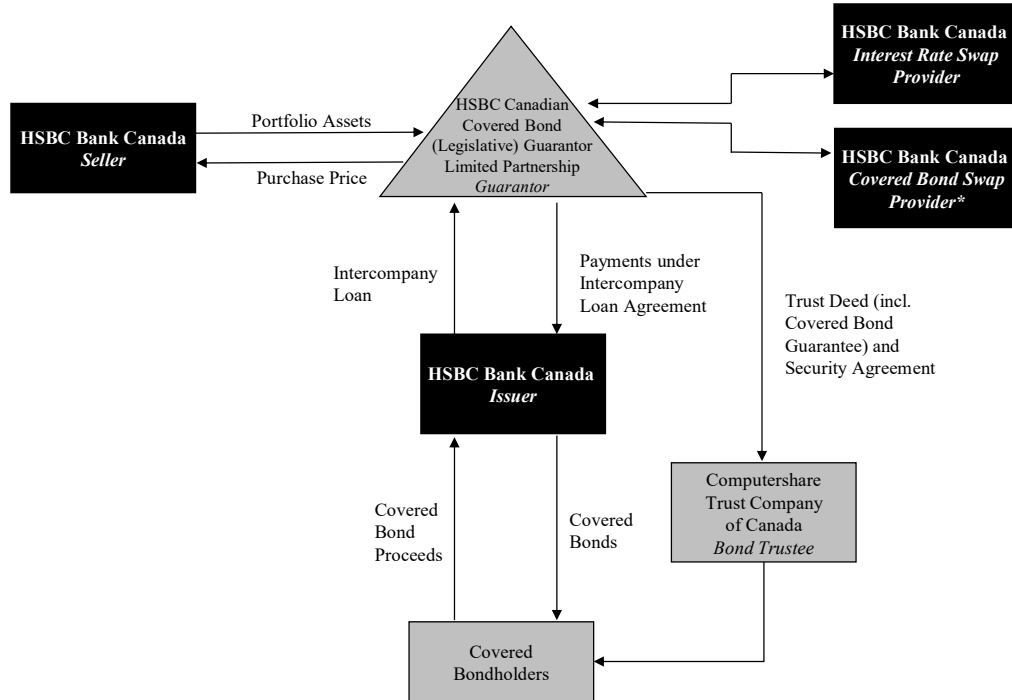 HSBC Bank Canada
Interest Rate Swap
Provider
HSBC Canadian
Covered Bond
(Legislative) Guarantor
Limited Partnership
Guarantor
HSBC Bank Canada
Seller
Portfolio Assets
Purchase Price
HSBC Bank Canada
Covered Bond Swap
Provider*
Intercompany
Loan
Payments under
Intercompany
Loan Agreement
Trust Deed (incl.
Covered Bond
Guarantee) and
Security Agreement
HSBC Bank Canada
Issuer
Computershare
Trust Company
of Canada
Bond Trustee
Covered
Bond
Proceeds
Covered
Bonds
Covered
Bondholders